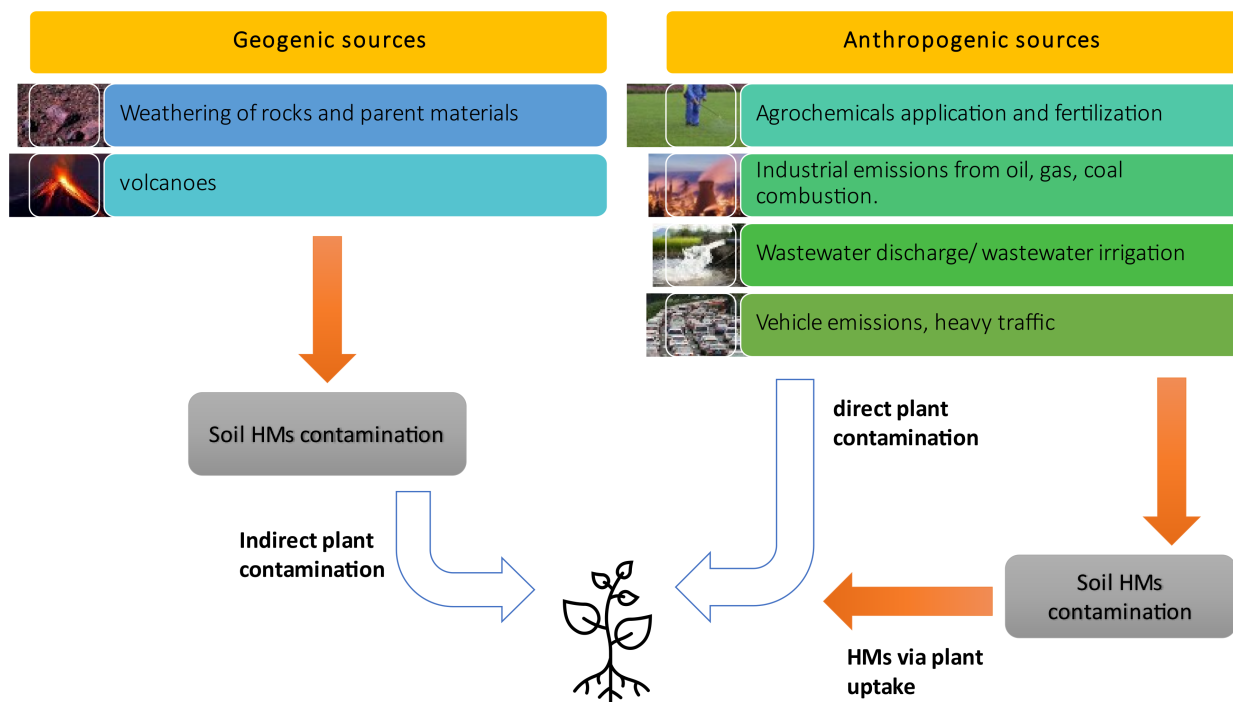 Geogenic sources
Weathering of rocks and parent materials
volcanoes
Soil HMs contamination
Indirect plant
contamination
Anthropogenic sources
Agrochemicals application and fertilization
Industrial emissions from oil, gas, coal
combustion.
Wastewater discharge/ wastewater irrigation
Vehicle emissions, heavy traffic
direct plant
contamination
Soil HMs
contamination
HMs via plant
uptake